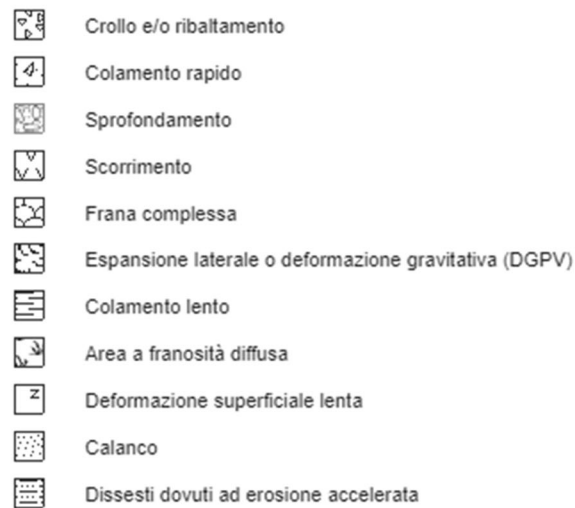 Crollo e/o ribaltamento
Colamento rapido
Sprofondamento
Scorrimento
Frana complessa
Espansione laterale o deformazione gravitativa (DGPV)
Colamento lento
Area a franosità diffusa
Z Deformazione superficiale lenta
Calanco
Dissesti dovuti ad erosione accelerata